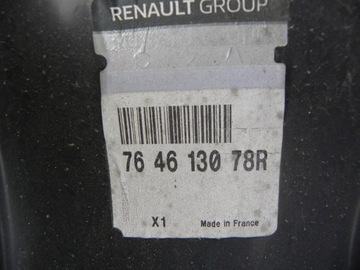 RENAULT GROUP
76 46 130 78R
X1 Made in France